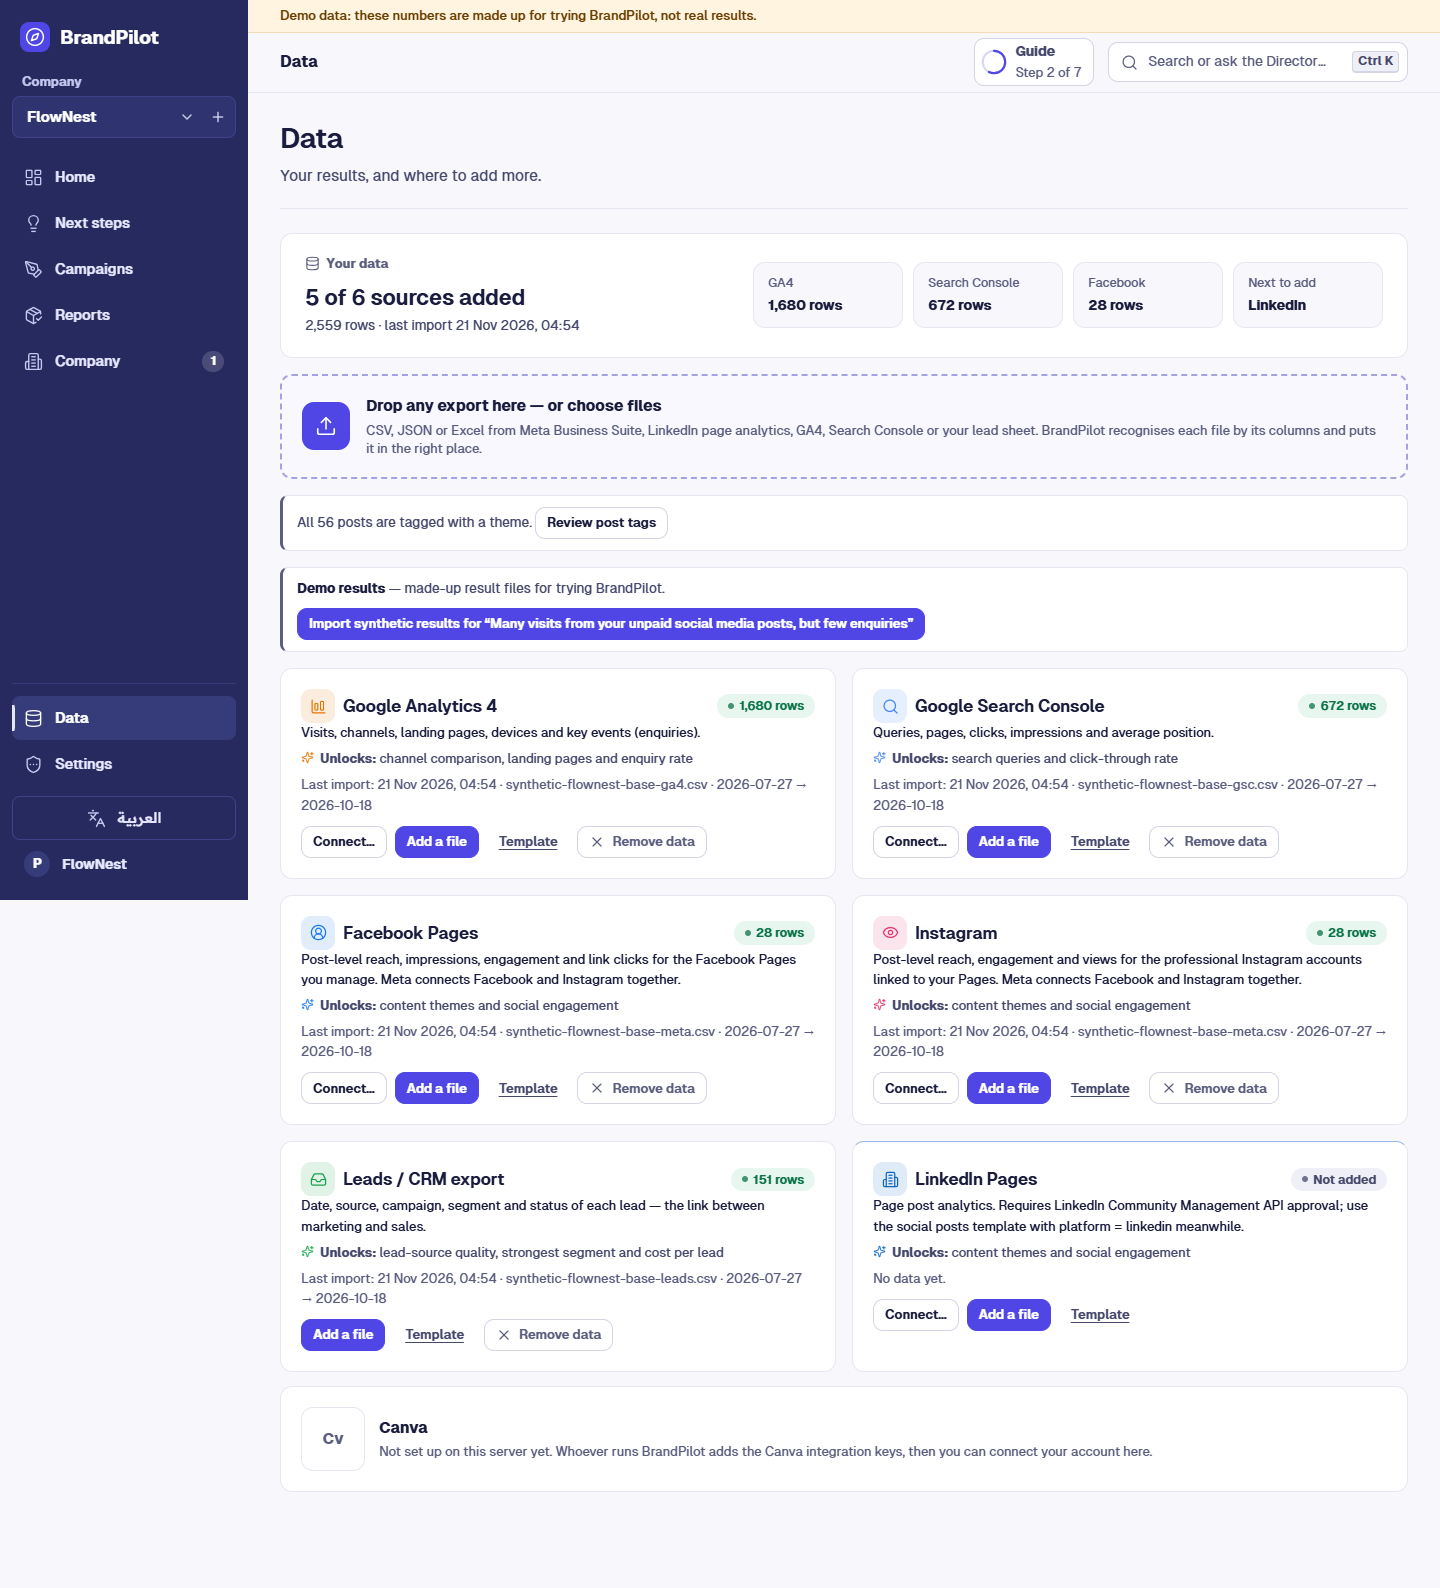 Demo data: these numbers are made up for trying BrandPilot, not real results.
BrandPilot
Company
FlowNest
Home
Next steps
Campaigns
Reports
Company 1
Data
Settings
العربية
P FlowNest
Data
Guide
Step 2 of 7
Search or ask the Director... Ctrl K
Data
Your results, and where to add more.
Your data
5 of 6 sources added
2,559 rows · last import 21 Nov 2026, 04:54
GA4
1,680 rows
Search Console
672 rows
Facebook
28 rows
Next to add
LinkedIn
Drop any export here — or choose files
CSV, JSON or Excel from Meta Business Suite, LinkedIn page analytics, GA4, Search Console or your lead sheet. BrandPilot recognises each file by its columns and puts
it in the right place.
All 56 posts are tagged with a theme. Review post tags
Demo results — made-up result files for trying BrandPilot.
Import synthetic results for “Many visits from your unpaid social media posts, but few enquiries”
Google Analytics 4 1,680 rows
Visits, channels, landing pages, devices and key events (enquiries).
Unlocks: channel comparison, landing pages and enquiry rate
Last import: 21 Nov 2026, 04:54 · synthetic-flownest-base-ga4.csv · 2026-07-27 →
2026-10-18
Connect... Add a file Template Remove data
Google Search Console 672 rows
Queries, pages, clicks, impressions and average position.
Unlocks: search queries and click-through rate
Last import: 21 Nov 2026, 04:54 · synthetic-flownest-base-gsc.csv · 2026-07-27 →
2026-10-18
Connect... Add a file Template Remove data
Facebook Pages 28 rows
Post-level reach, impressions, engagement and link clicks for the Facebook Pages
you manage. Meta connects Facebook and Instagram together.
Unlocks: content themes and social engagement
Last import: 21 Nov 2026, 04:54 · synthetic-flownest-base-meta.csv · 2026-07-27 →
2026-10-18
Connect... Add a file Template Remove data
Instagram 28 rows
Post-level reach, engagement and views for the professional Instagram accounts
linked to your Pages. Meta connects Facebook and Instagram together.
Unlocks: content themes and social engagement
Last import: 21 Nov 2026, 04:54 · synthetic-flownest-base-meta.csv · 2026-07-27 →
2026-10-18
Connect... Add a file Template Remove data
Leads / CRM export 151 rows
Date, source, campaign, segment and status of each lead — the link between
marketing and sales.
Unlocks: lead-source quality, strongest segment and cost per lead
Last import: 21 Nov 2026, 04:54 · synthetic-flownest-base-leads.csv · 2026-07-27
→ 2026-10-18
Add a file Template Remove data
LinkedIn Pages Not added
Page post analytics. Requires LinkedIn Community Management API approval; use
the social posts template with platform = linkedin meanwhile.
Unlocks: content themes and social engagement
No data yet.
Connect... Add a file Template
Cv
Canva
Not set up on this server yet. Whoever runs BrandPilot adds the Canva integration keys, then you can connect your account here.